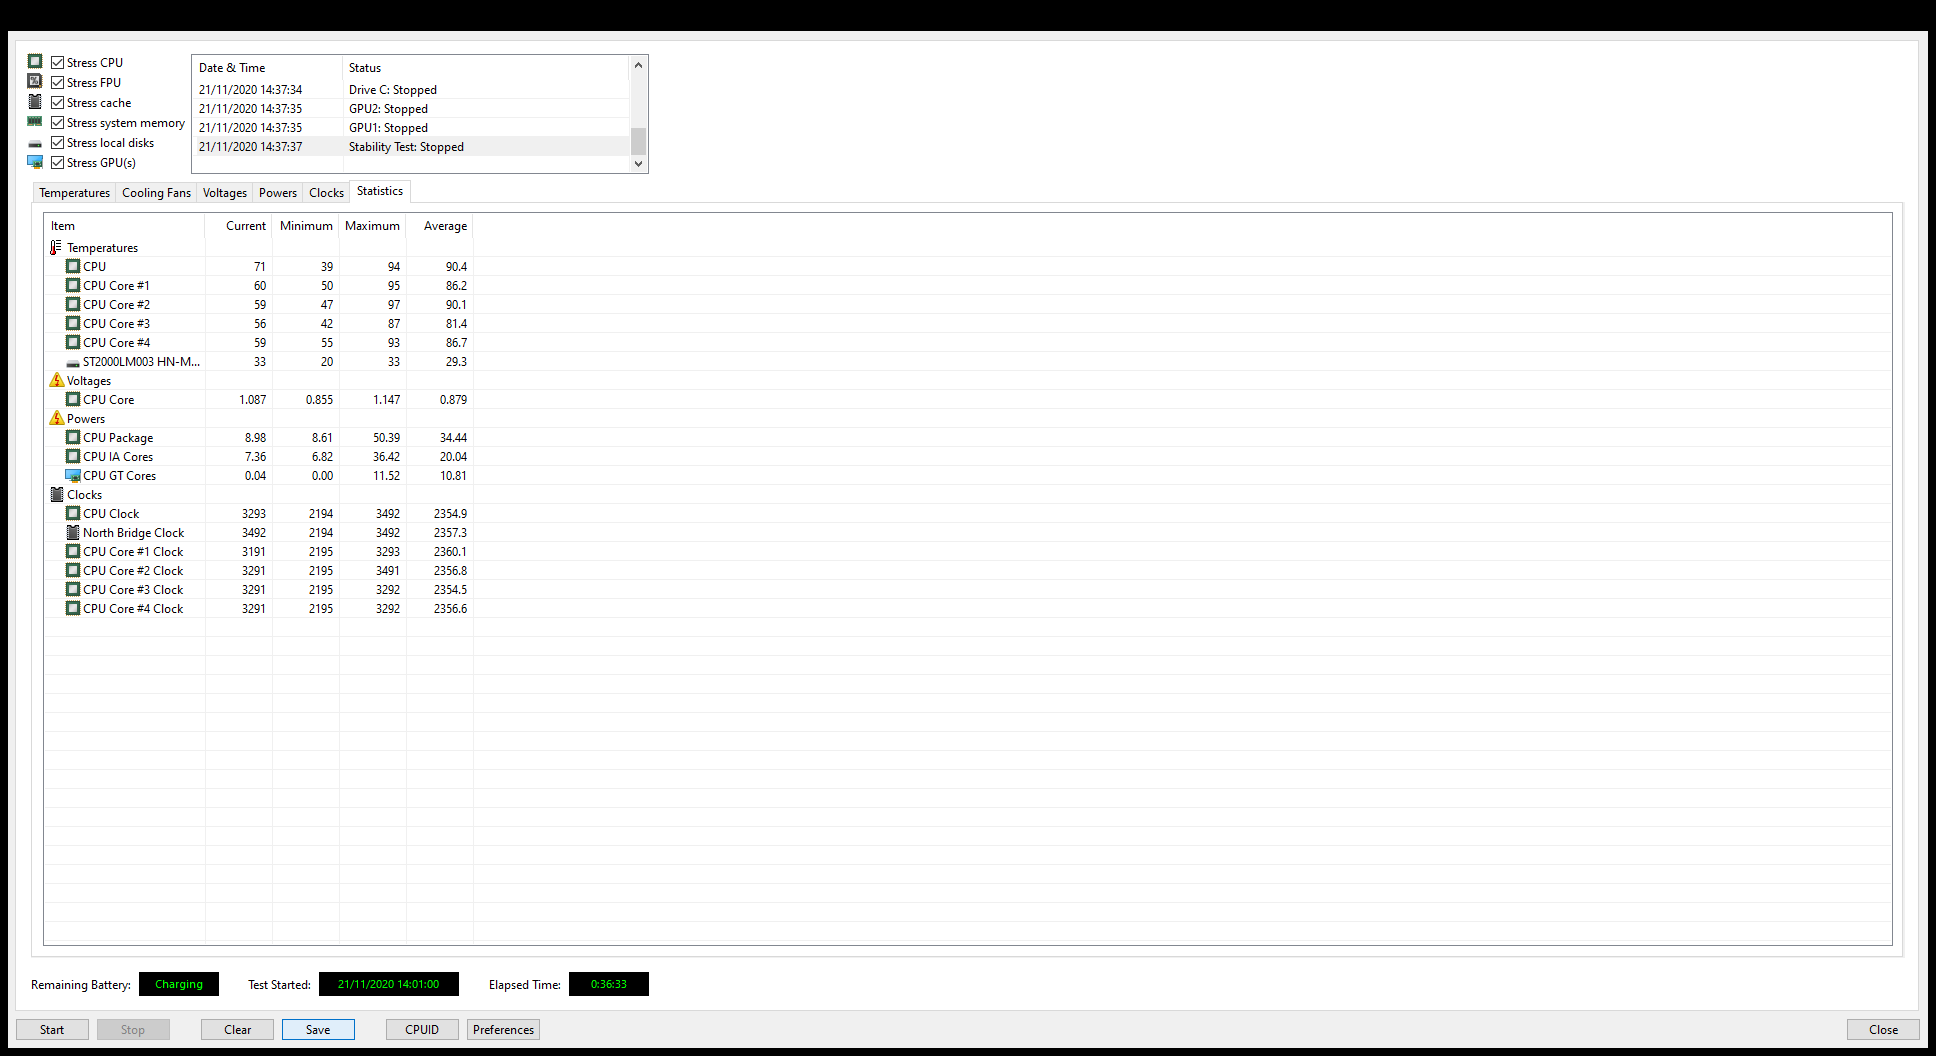 Stress CPU
Stress FPU
Stress cache
Stress system memory
Stress local disks
Stress GPU(s)
Date & Time Status
21/11/2020 14:37:34 Drive C: Stopped
21/11/2020 14:37:35 GPU2: Stopped
21/11/2020 14:37:35 GPU1: Stopped
21/11/2020 14:37:37 Stability Test: Stopped
Temperatures Cooling Fans Voltages Powers Clocks Statistics
Item Current Minimum Maximum Average
Temperatures
CPU 71 39 94 90.4
CPU Core #1 60 50 95 86.2
CPU Core #2 59 47 97 90.1
CPU Core #3 56 42 87 81.4
CPU Core #4 59 55 93 86.7
ST2000LM003 HN-M... 33 20 33 29.3
Voltages
CPU Core 1.087 0.855 1.147 0.879
Powers
CPU Package 8.98 8.61 50.39 34.44
CPU IA Cores 7.36 6.82 36.42 20.04
CPU GT Cores 0.04 0.00 11.52 10.81
Clocks
CPU Clock 3293 2194 3492 2354.9
North Bridge Clock 3492 2194 3492 2357.3
CPU Core #1 Clock 3191 2195 3293 2360.1
CPU Core #2 Clock 3291 2195 3491 2356.8
CPU Core #3 Clock 3291 2195 3292 2354.5
CPU Core #4 Clock 3291 2195 3292 2356.6
Remaining Battery: Charging Test Started: 21/11/2020 14:01:00 Elapsed Time: 0:36:33
Start Stop Clear Save CPUID Preferences Close